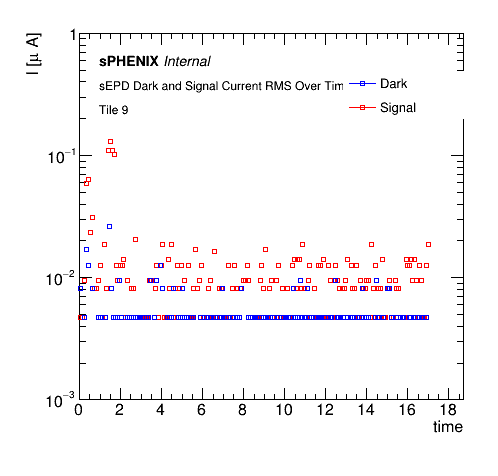 I [μ A]
1
sPHENIX Internal
sEPD Dark and Signal Current RMS Over Tim
Dark
Tile 9
Signal
10⁻¹
10⁻²
10⁻³
0 2 4 6 8 10 12 14 16 18
time